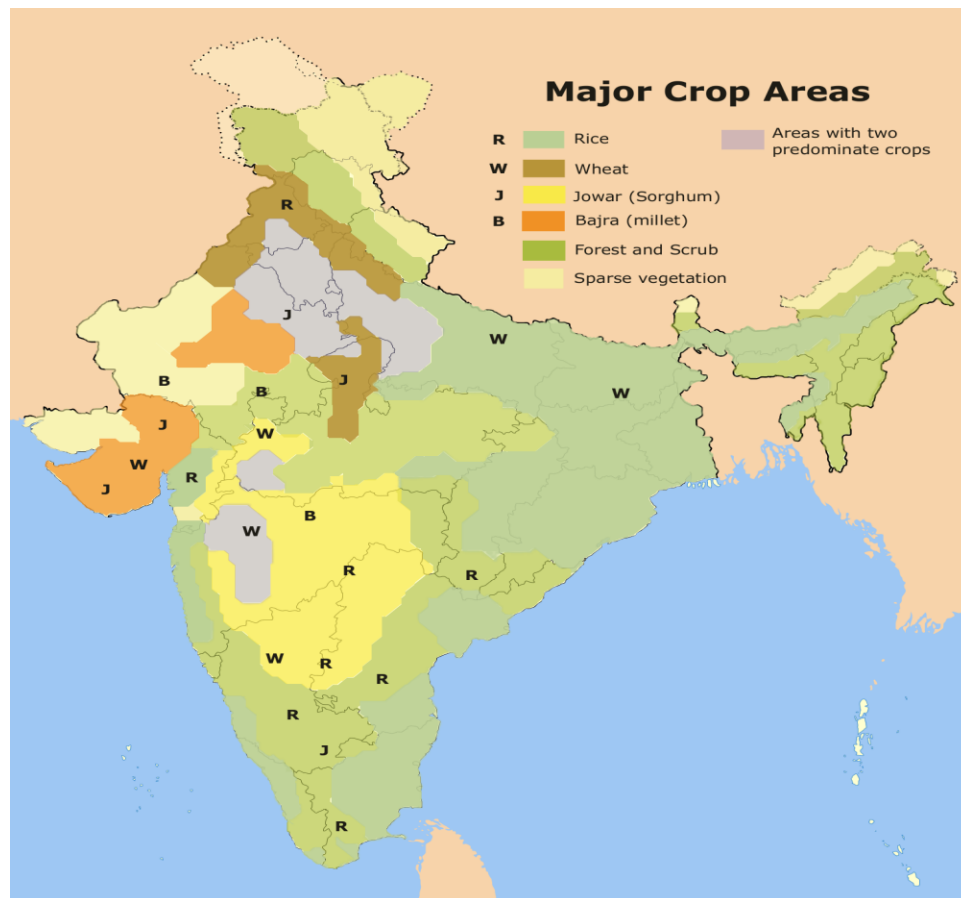 Major Crop Areas
R Rice
W Wheat
J Jowar (Sorghum)
B Bajra (millet)
Forest and Scrub
Sparse vegetation
Areas with two
predominate crops
R
J
W
B
B
J
W
J
W
W
J
R
J
B
W
R
R
W
R
R
R
J
R